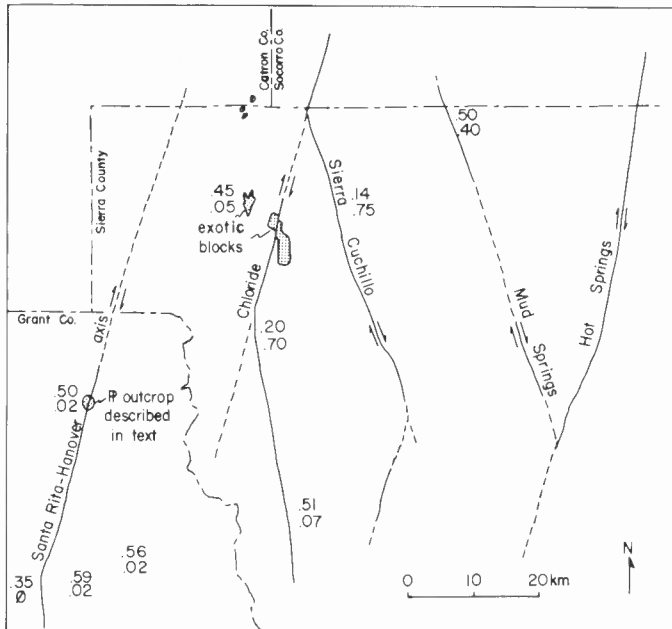 Catron Co.
Socorro Co.
Sierra County
.50
.40
.45
.05
exotic
blocks
.14
.75
Sierra
Cuchillo
Chloride
Hot Springs
Mud
Springs
Grant Co.
axis
.20
.70
.50
.02
outcrop
described
in text
Santa Rita-Hanover
.51
.07
.56
.02
.35
Ø
.59
.02
N
0 10 20 km